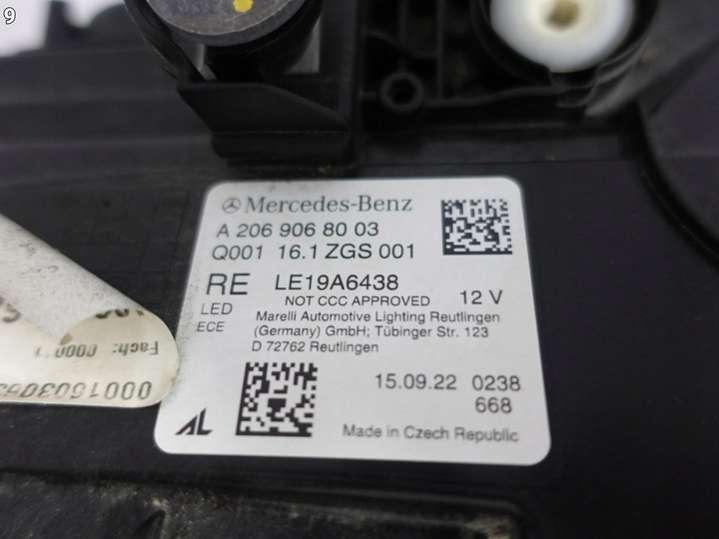 9
Mercedes-Benz
A 206 906 80 03
Q001 16.1 ZGS 001
RE LE19A6438
NOT CCC APPROVED 12 V
LED
ECE
Marelli Automotive Lighting Reutlingen
(Germany) GmbH; Tübinger Str. 123
D 72762 Reutlingen
15.09.22 0238
668
AL
Made in Czech Republic
Fach: